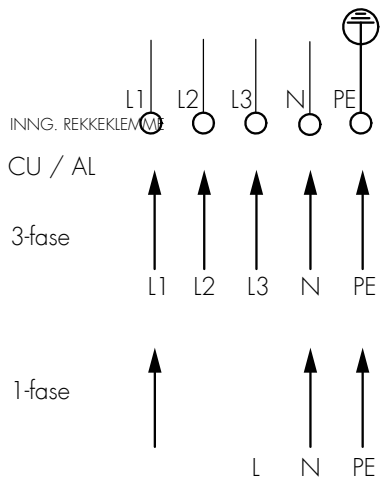 L1 L2 L3 N PE
INNG. REKKEKLEMME
CU / AL
3-fase
L1 L2 L3 N PE
1-fase
L N PE